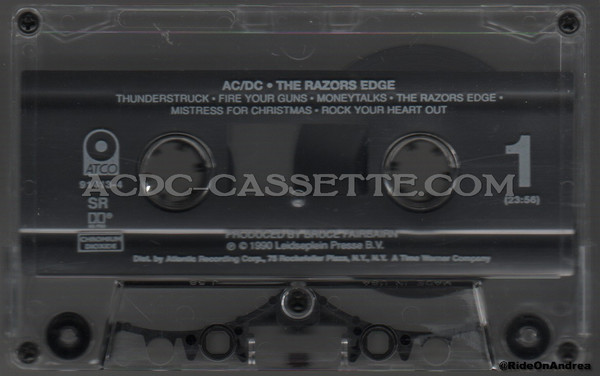 AC/DC • THE RAZORS EDGE
THUNDERSTRUCK • FIRE YOUR GUNS • MONEYTALKS • THE RAZORS EDGE •
MISTRESS FOR CHRISTMAS • ROCK YOUR HEART OUT
ATCO
1
ACDC-CASSETTE.COM
SR
(23:56)
CHROMIUM
DIOXIDE
PRODUCED BY BRUCE FAIRBAIRN
℗ © 1990 Leidseplein Presse B.V.
Dist. by Atlantic Recording Corp., 75 Rockefeller Plaza, N.Y., N.Y. A Time Warner Company
@RideOnAndrea